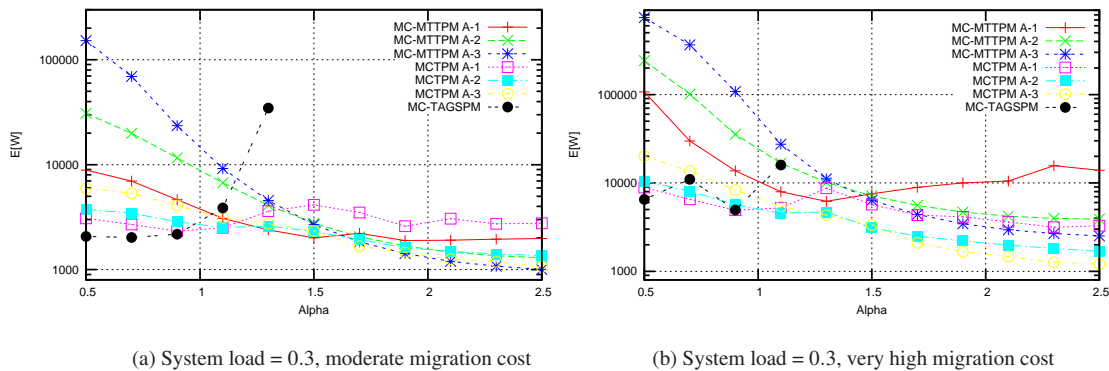 100000
10000
1000
E[W]
0.5
1
1.5
2
2.5
Alpha
MC-MTTPM A-1
MC-MTTPM A-2
MC-MTTPM A-3
MCTPM A-1
MCTPM A-2
MCTPM A-3
MC-TAGSPM
(a) System load = 0.3, moderate migration cost
100000
10000
1000
E[W]
0.5
1
1.5
2
2.5
Alpha
MC-MTTPM A-1
MC-MTTPM A-2
MC-MTTPM A-3
MCTPM A-1
MCTPM A-2
MCTPM A-3
MC-TAGSPM
(b) System load = 0.3, very high migration cost